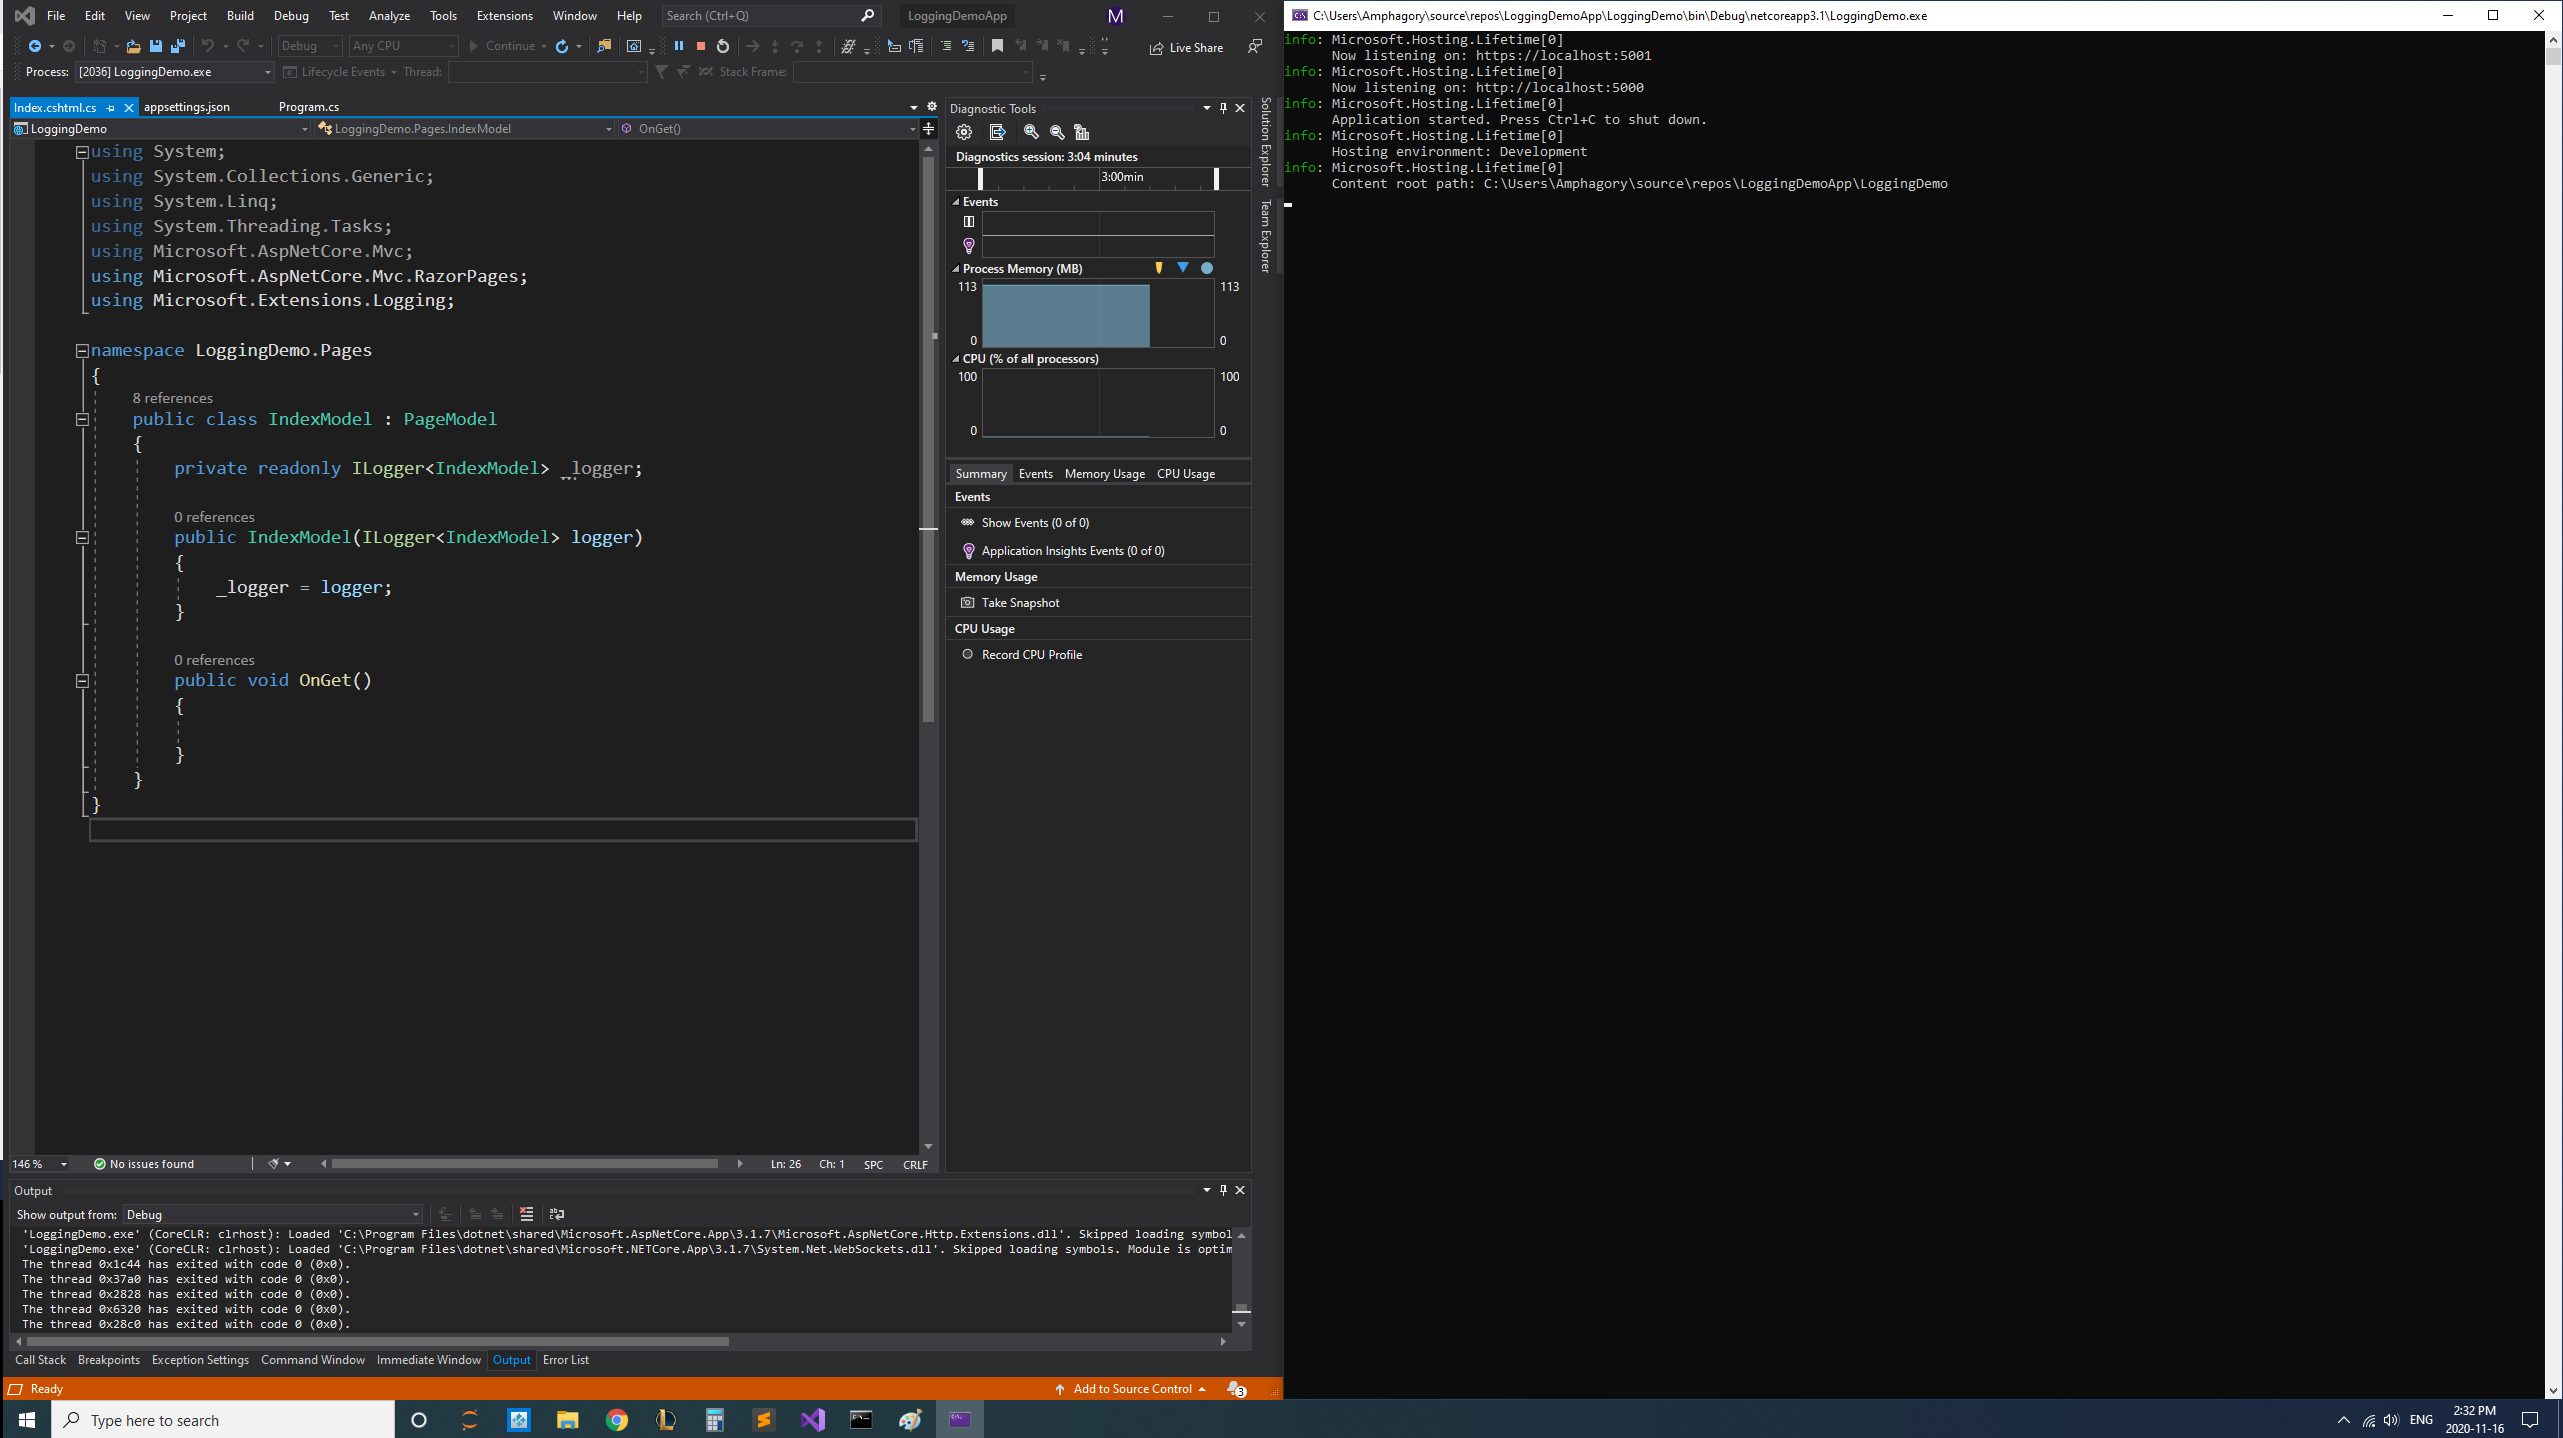 File Edit View Project Build Debug Test Analyze Tools Extensions Window Help Search (Ctrl+Q) LoggingDemoApp M
Debug Any CPU Continue Live Share
Process: [2036] LoggingDemo.exe Lifecycle Events Thread: Stack Frame:
Index.cshtml.cs appsettings.json Program.cs
LoggingDemo LoggingDemo.Pages.IndexModel OnGet()
using System;
using System.Collections.Generic;
using System.Linq;
using System.Threading.Tasks;
using Microsoft.AspNetCore.Mvc;
using Microsoft.AspNetCore.Mvc.RazorPages;
using Microsoft.Extensions.Logging;
namespace LoggingDemo.Pages
{
8 references
public class IndexModel : PageModel
{
private readonly ILogger<IndexModel> _logger;
0 references
public IndexModel(ILogger<IndexModel> logger)
{
_logger = logger;
}
0 references
public void OnGet()
{
}
}
}
146 % No issues found Ln: 26 Ch: 1 SPC CRLF
Diagnostic Tools
Diagnostics session: 3:04 minutes
3:00min
Events
Process Memory (MB)
113 113
0 0
CPU (% of all processors)
100 100
0 0
Summary Events Memory Usage CPU Usage
Events
Show Events (0 of 0)
Application Insights Events (0 of 0)
Memory Usage
Take Snapshot
CPU Usage
Record CPU Profile
Solution Explorer
Team Explorer
Output
Show output from: Debug
'LoggingDemo.exe' (CoreCLR: clrhost): Loaded 'C:\Program Files\dotnet\shared\Microsoft.AspNetCore.App\3.1.7\Microsoft.AspNetCore.Http.Extensions.dll'. Skipped loading symbol
'LoggingDemo.exe' (CoreCLR: clrhost): Loaded 'C:\Program Files\dotnet\shared\Microsoft.NETCore.App\3.1.7\System.Net.WebSockets.dll'. Skipped loading symbols. Module is optim
The thread 0x1c44 has exited with code 0 (0x0).
The thread 0x37a0 has exited with code 0 (0x0).
The thread 0x2828 has exited with code 0 (0x0).
The thread 0x6320 has exited with code 0 (0x0).
The thread 0x28c0 has exited with code 0 (0x0).
Call Stack Breakpoints Exception Settings Command Window Immediate Window Output Error List
Ready Add to Source Control 3
C:\Users\Amphagory\source\repos\LoggingDemoApp\LoggingDemo\bin\Debug\netcoreapp3.1\LoggingDemo.exe
info: Microsoft.Hosting.Lifetime[0]
Now listening on: https://localhost:5001
info: Microsoft.Hosting.Lifetime[0]
Now listening on: http://localhost:5000
info: Microsoft.Hosting.Lifetime[0]
Application started. Press Ctrl+C to shut down.
info: Microsoft.Hosting.Lifetime[0]
Hosting environment: Development
info: Microsoft.Hosting.Lifetime[0]
Content root path: C:\Users\Amphagory\source\repos\LoggingDemoApp\LoggingDemo
Type here to search
ENG
2:32 PM
2020-11-16